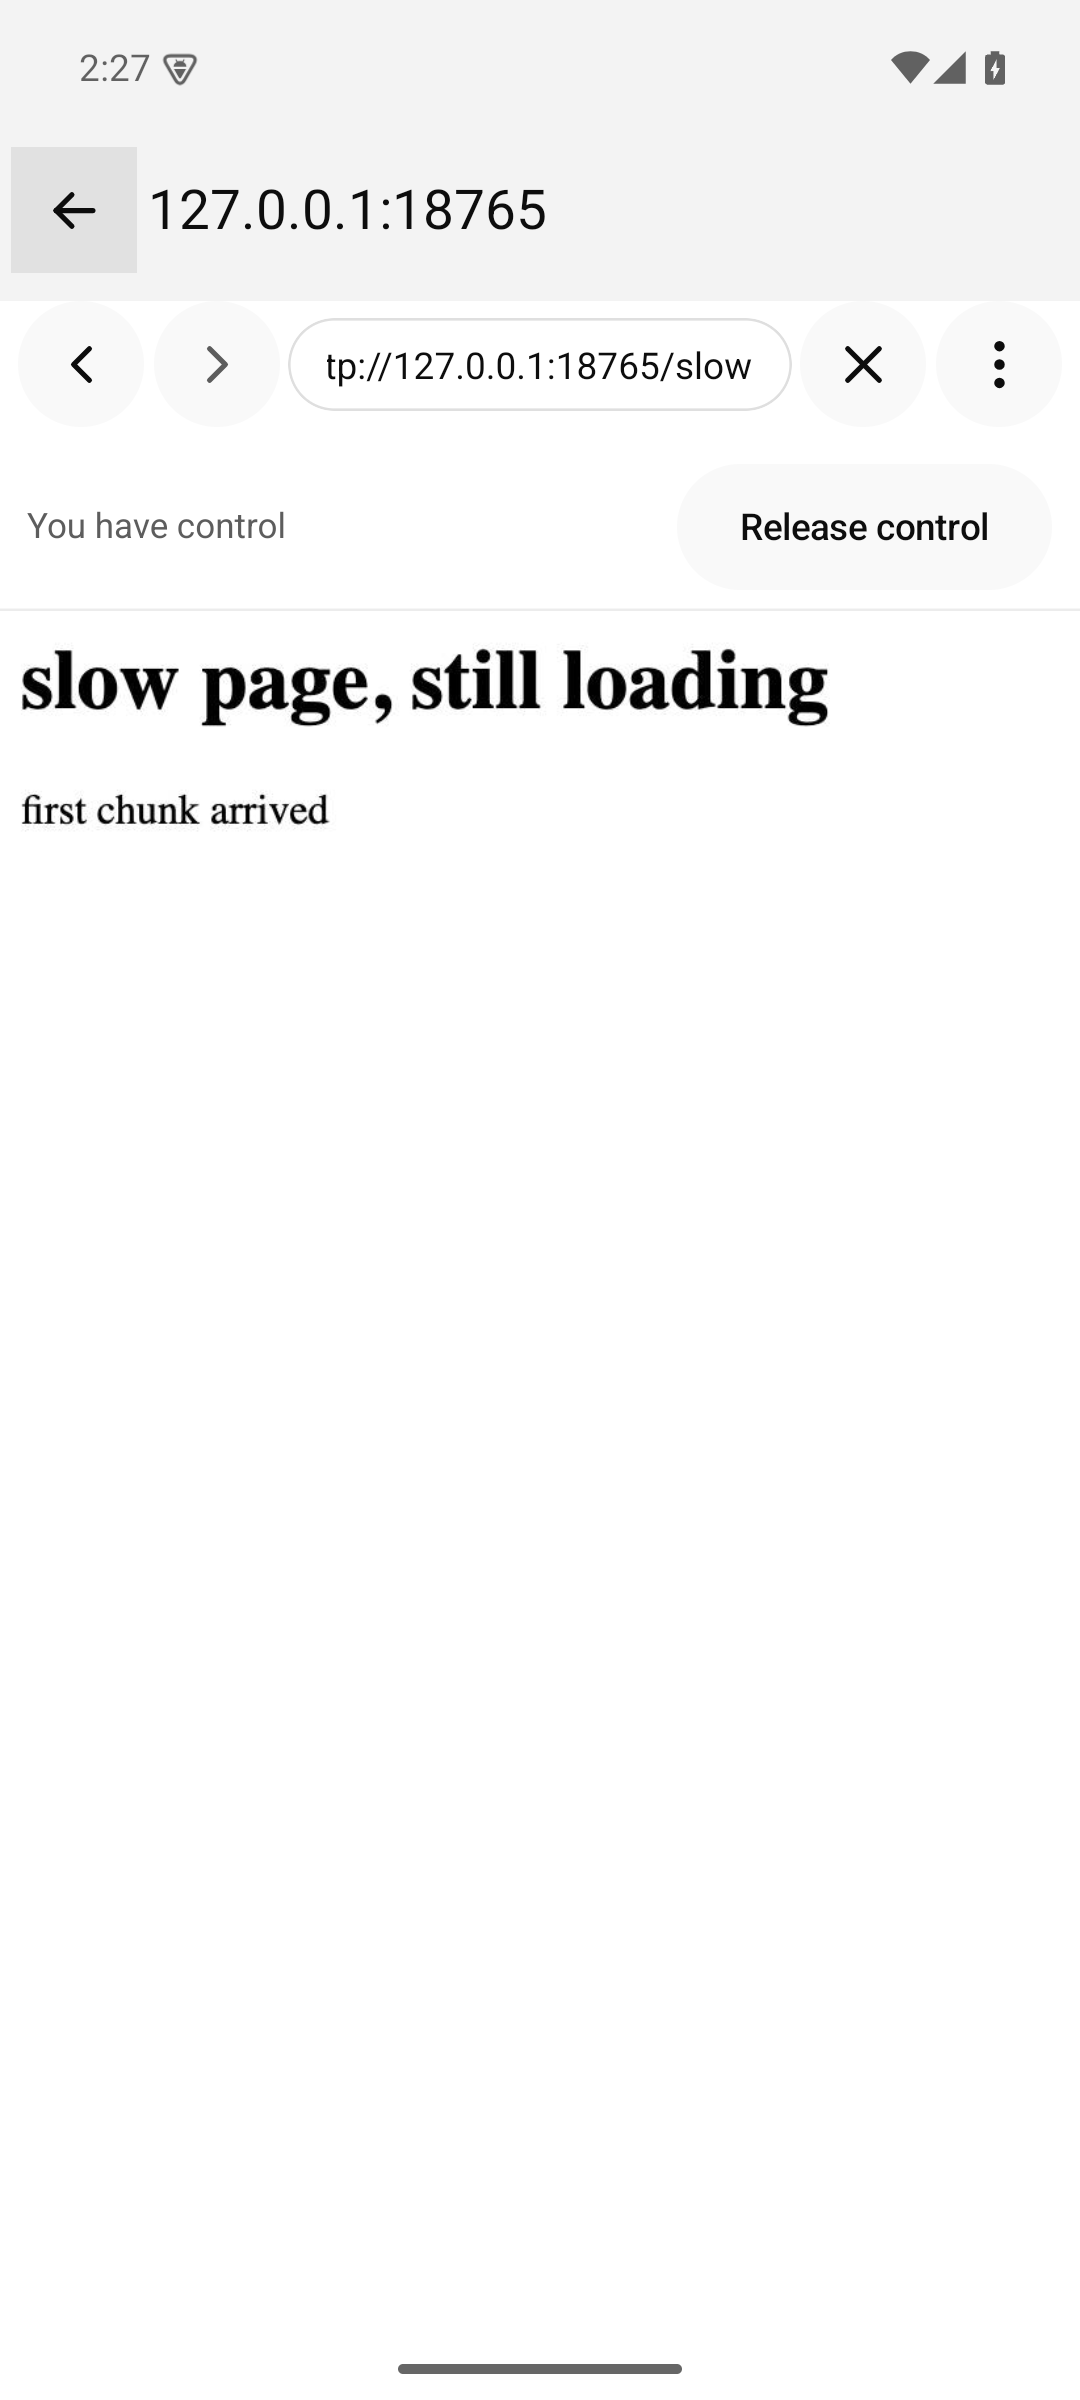 2:27
127.0.0.1:18765
tp://127.0.0.1:18765/slow
You have control
Release control
slow page, still loading
first chunk arrived